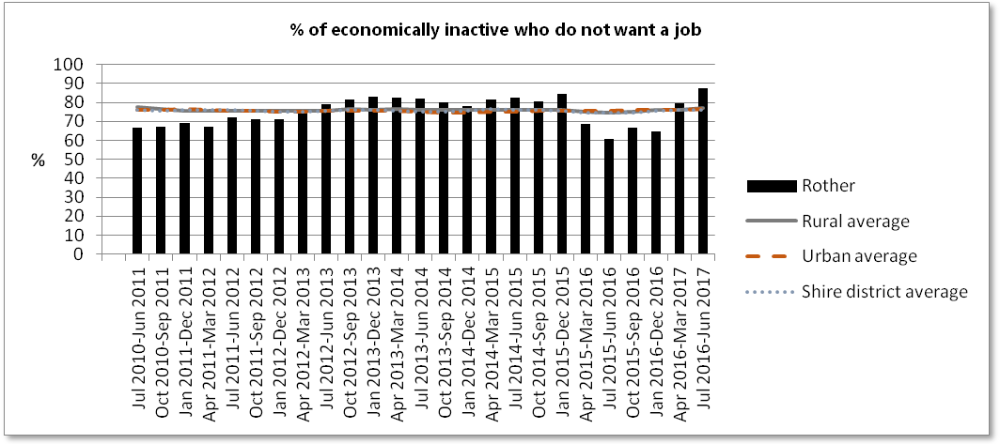 % of economically inactive who do not want a job
100
90
80
70
60
50
40
30
20
10
0
%
Jul 2010-Jun 2011
Oct 2010-Sep 2011
Jan 2011-Dec 2011
Apr 2011-Mar 2012
Jul 2011-Jun 2012
Oct 2011-Sep 2012
Jan 2012-Dec 2012
Apr 2012-Mar 2013
Jul 2012-Jun 2013
Oct 2012-Sep 2013
Jan 2013-Dec 2013
Apr 2013-Mar 2014
Jul 2013-Jun 2014
Oct 2013-Sep 2014
Jan 2014-Dec 2014
Apr 2014-Mar 2015
Jul 2014-Jun 2015
Oct 2014-Sep 2015
Jan 2015-Dec 2015
Apr 2015-Mar 2016
Jul 2015-Jun 2016
Oct 2015-Sep 2016
Jan 2016-Dec 2016
Apr 2016-Mar 2017
Jul 2016-Jun 2017
Rother
Rural average
Urban average
Shire district average